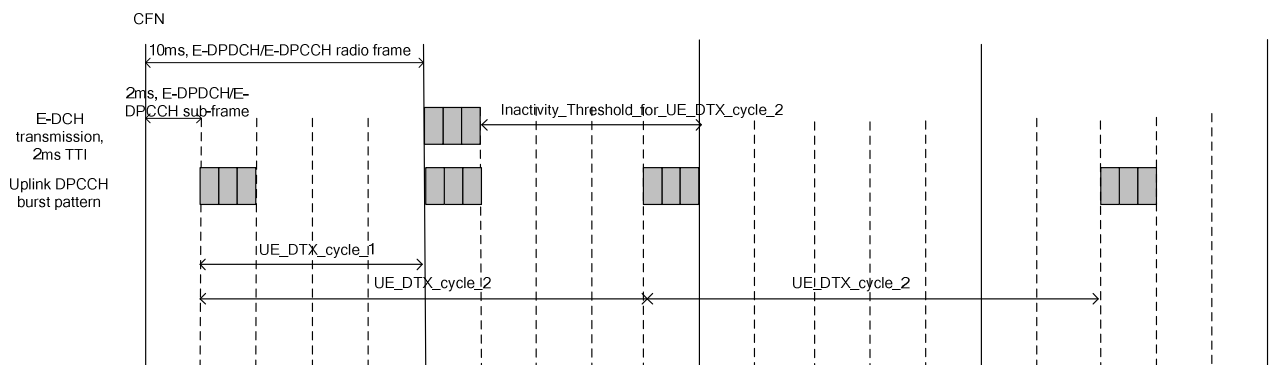 CFN
10ms, E-DPDCH/E-DPCCH radio frame
2ms, E-DPDCH/E-
DPCCH sub-frame
E-DCH
transmission,
2ms TTI
Inactivity_Threshold_for_UE_DTX_cycle_2
Uplink DPCCH
burst pattern
UE_DTX_cycle_1
UE_DTX_cycle_2
UE_DTX_cycle_2